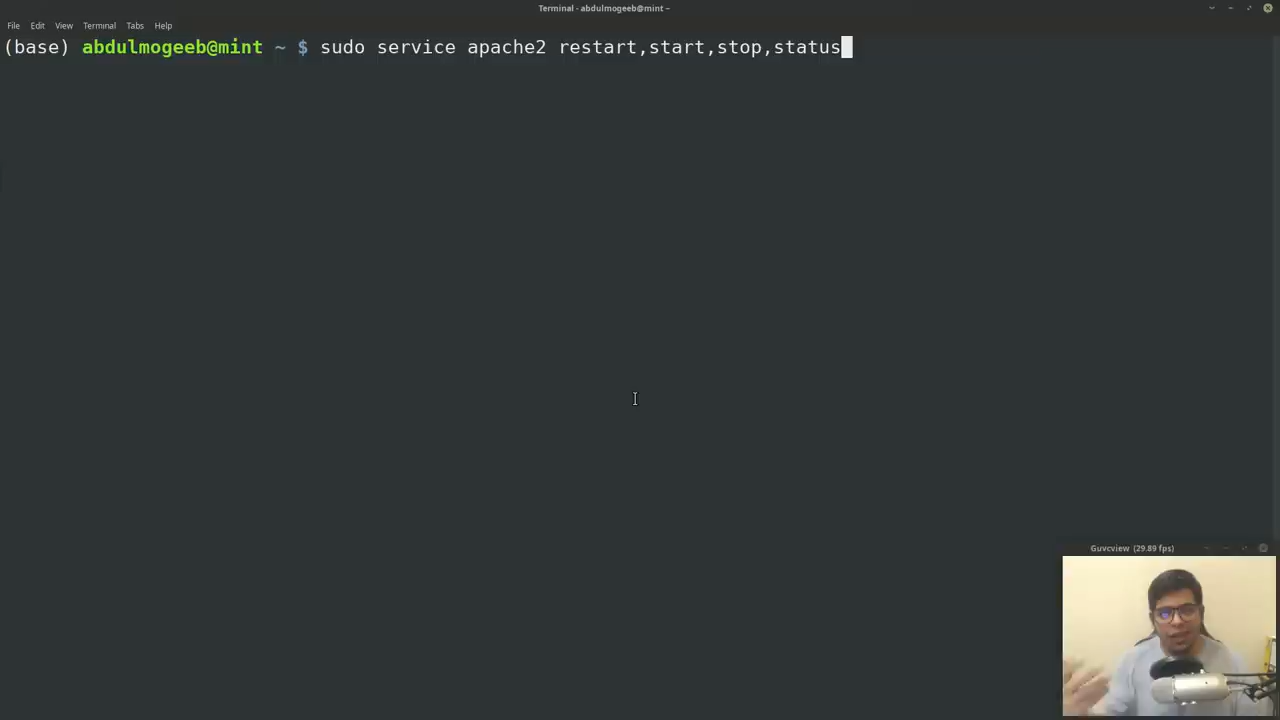 Terminal - abdulmogeeb@mint ~
File Edit View Terminal Tabs Help
(base) abdulmogeeb@mint ~ $ sudo service apache2 restart,start,stop,status
Guvcview (29.89 fps)